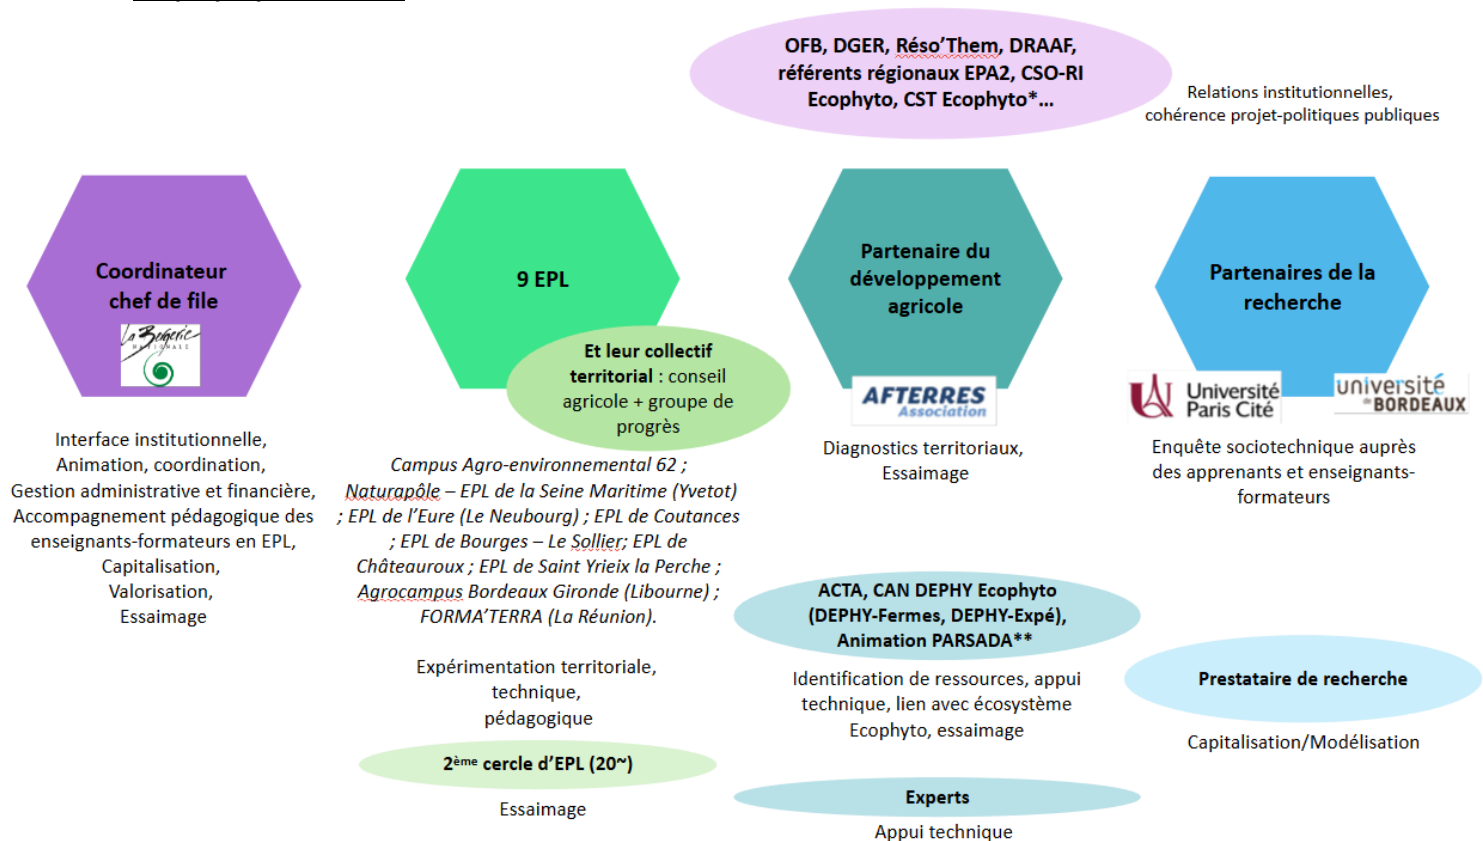 OFB, DGER, Réso'Them, DRAAF,
référents régionaux EPA2, CSO-RI
Ecophyto, CST Ecophyto*...
Relations institutionnelles,
cohérence projet-politiques publiques
Coordinateur
chef de file
La Bergerie
NATIONALE
Interface institutionnelle,
Animation, coordination,
Gestion administrative et financière,
Accompagnement pédagogique des
enseignants-formateurs en EPL,
Capitalisation,
Valorisation,
Essaimage
9 EPL
Et leur collectif
territorial : conseil
agricole + groupe de
progrès
Campus Agro-environnemental 62 ;
Naturapôle – EPL de la Seine Maritime (Yvetot)
; EPL de l'Eure (Le Neubourg) ; EPL de Coutances
; EPL de Bourges – Le Sollier; EPL de
Châteauroux ; EPL de Saint Yrieix la Perche ;
Agrocampus Bordeaux Gironde (Libourne) ;
FORMA'TERRA (La Réunion).
Expérimentation territoriale,
technique,
pédagogique
2ème cercle d'EPL (20~)
Essaimage
Partenaire du
développement
agricole
AFTERRES
Association
Diagnostics territoriaux,
Essaimage
ACTA, CAN DEPHY Ecophyto
(DEPHY-Fermes, DEPHY-Expé),
Animation PARSADA**
Identification de ressources, appui
technique, lien avec écosystème
Ecophyto, essaimage
Experts
Appui technique
Partenaires de la
recherche
Université
Paris Cité
université
de BORDEAUX
Enquête sociotechnique auprès
des apprenants et enseignants-
formateurs
Prestataire de recherche
Capitalisation/Modélisation